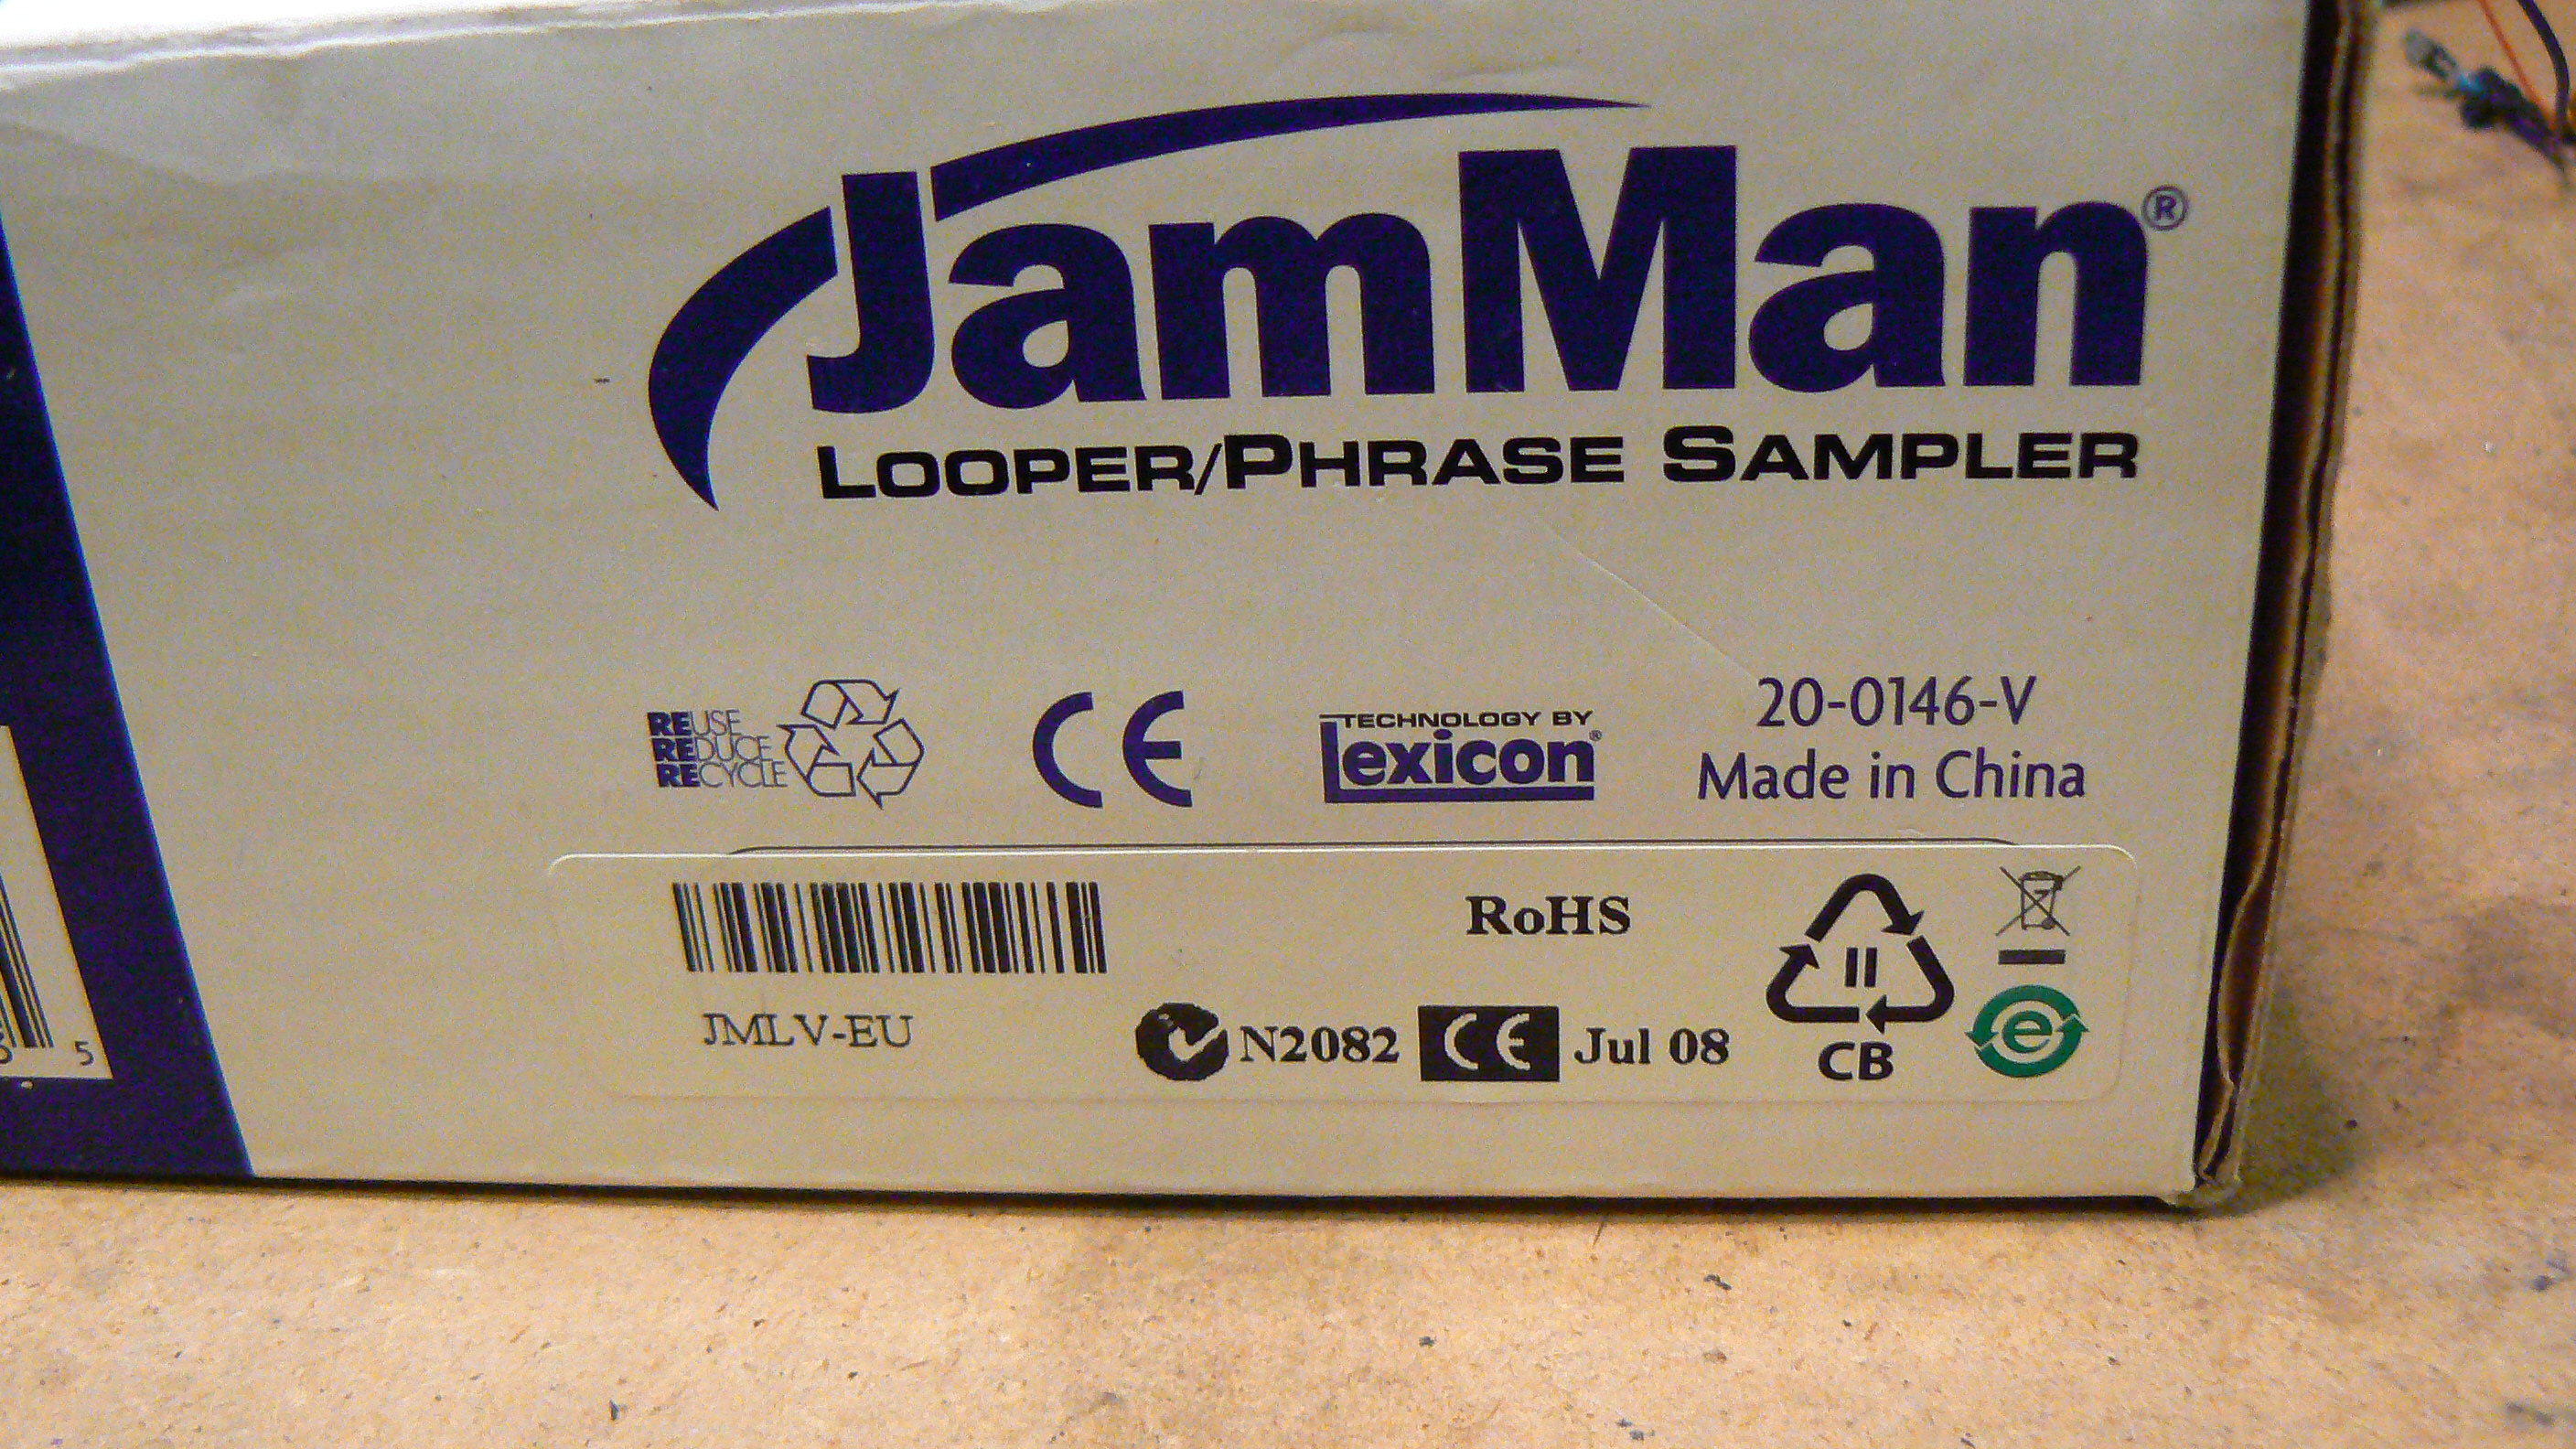 JamMan®
LOOPER/PHRASE SAMPLER
REUSE
REDUCE
RECYCLE
CE
TECHNOLOGY BY
lexicon®
20-0146-V
Made in China
RoHS
JMLV-EU
N2082 CE Jul 08
CB
e
5